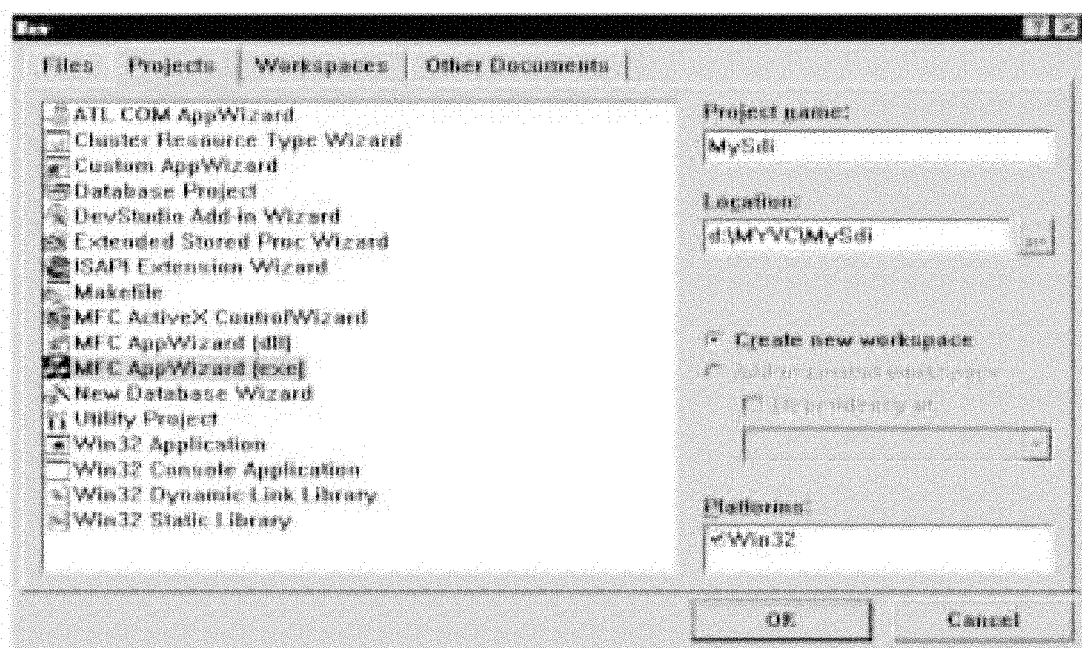 New
Files Projects Workspaces Other Documents
ATL COM AppWizard
Cluster Resource Type Wizard
Custom AppWizard
Database Project
DevStudio Add-in Wizard
Extended Stored Proc Wizard
ISAPI Extension Wizard
Makefile
MFC ActiveX ControlWizard
MFC AppWizard (dll)
MFC AppWizard (exe)
New Database Wizard
Utility Project
Win32 Application
Win32 Console Application
Win32 Dynamic-Link Library
Win32 Static Library
Project name:
MySdi
Location:
d:\MYVC\MySdi
...
Create new workspace
Platforms:
Win32
OK Cancel